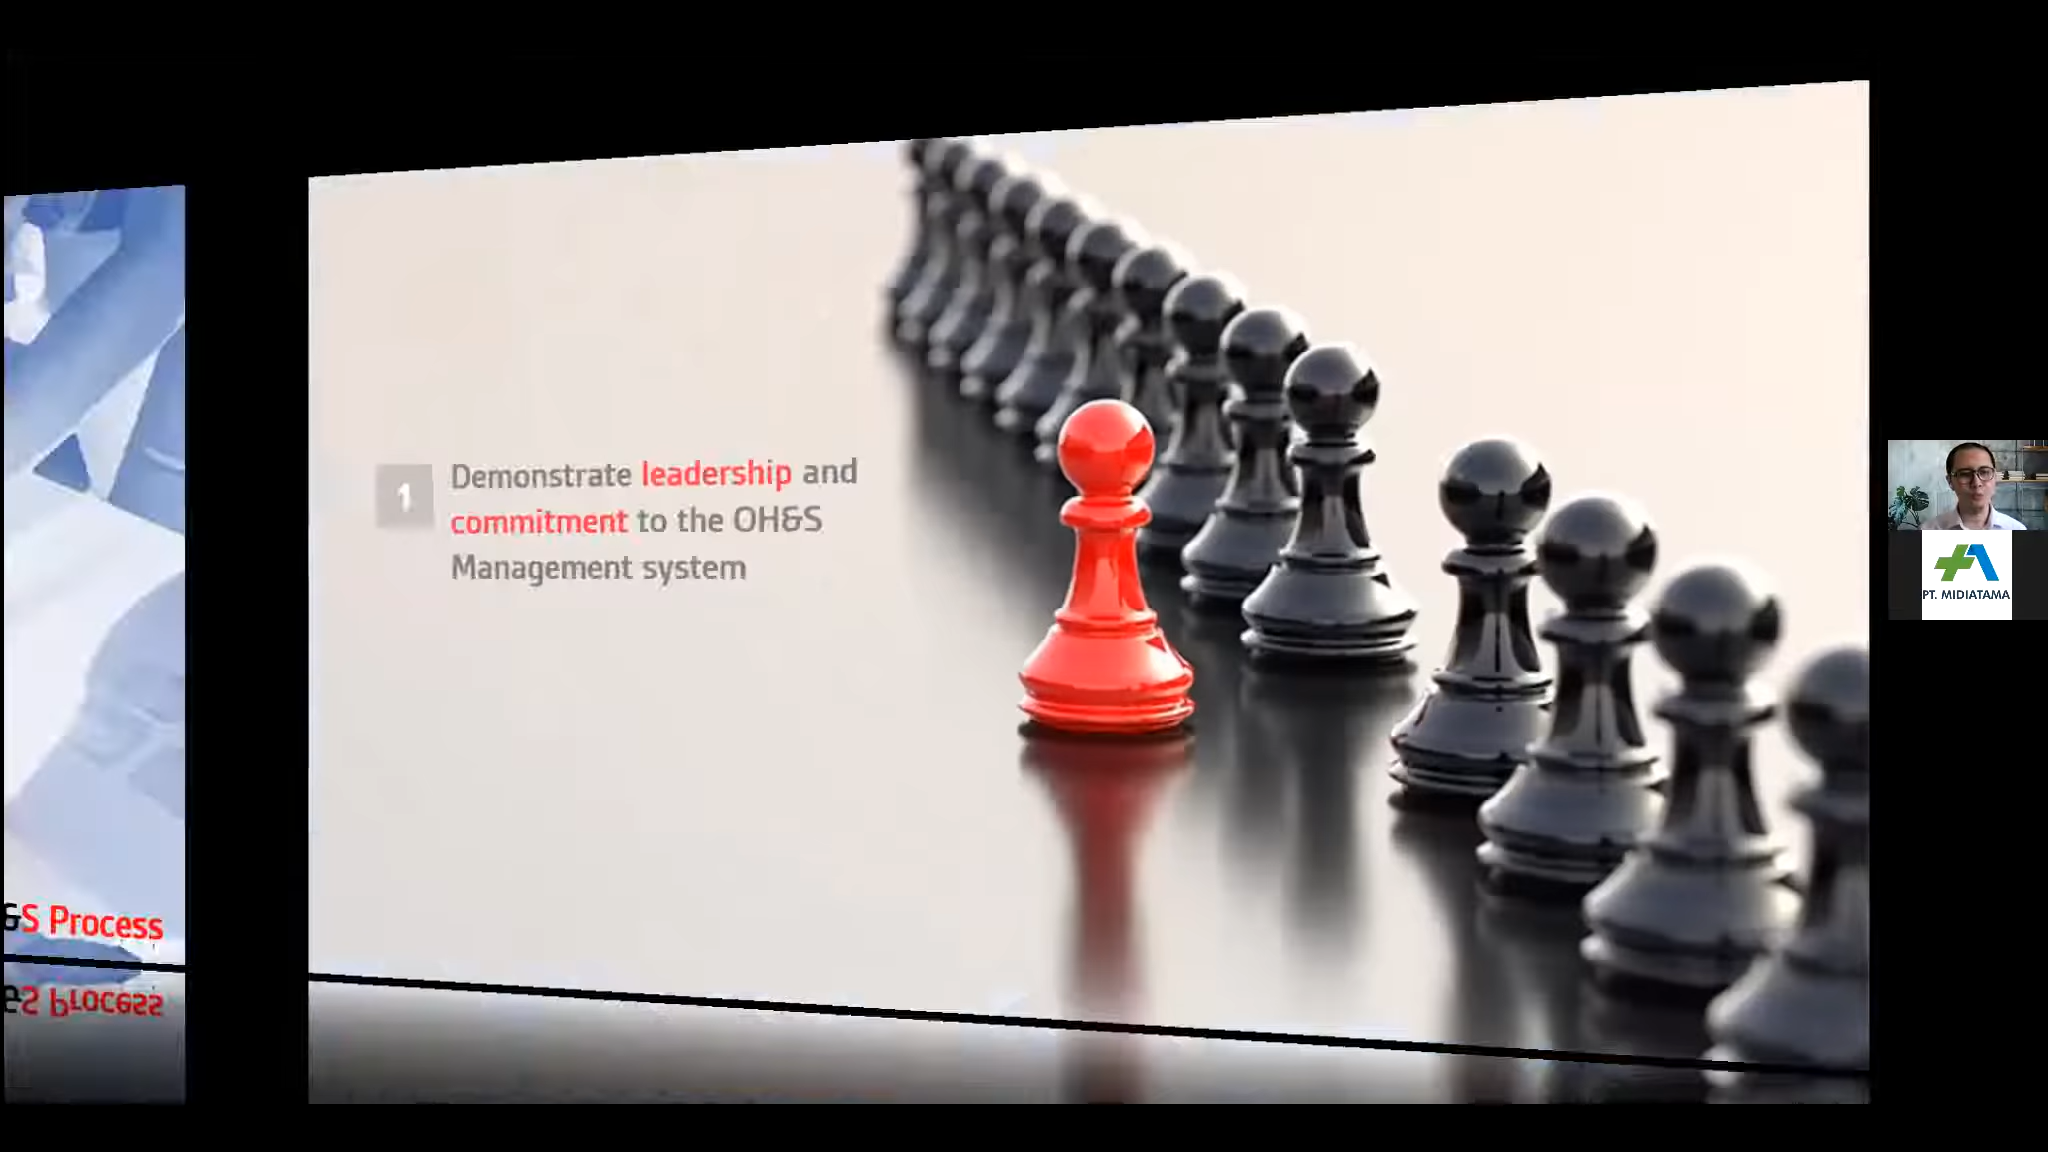 1
Demonstrate leadership and
commitment to the OH&S
Management system
&S Process
PT. MIDIATAMA